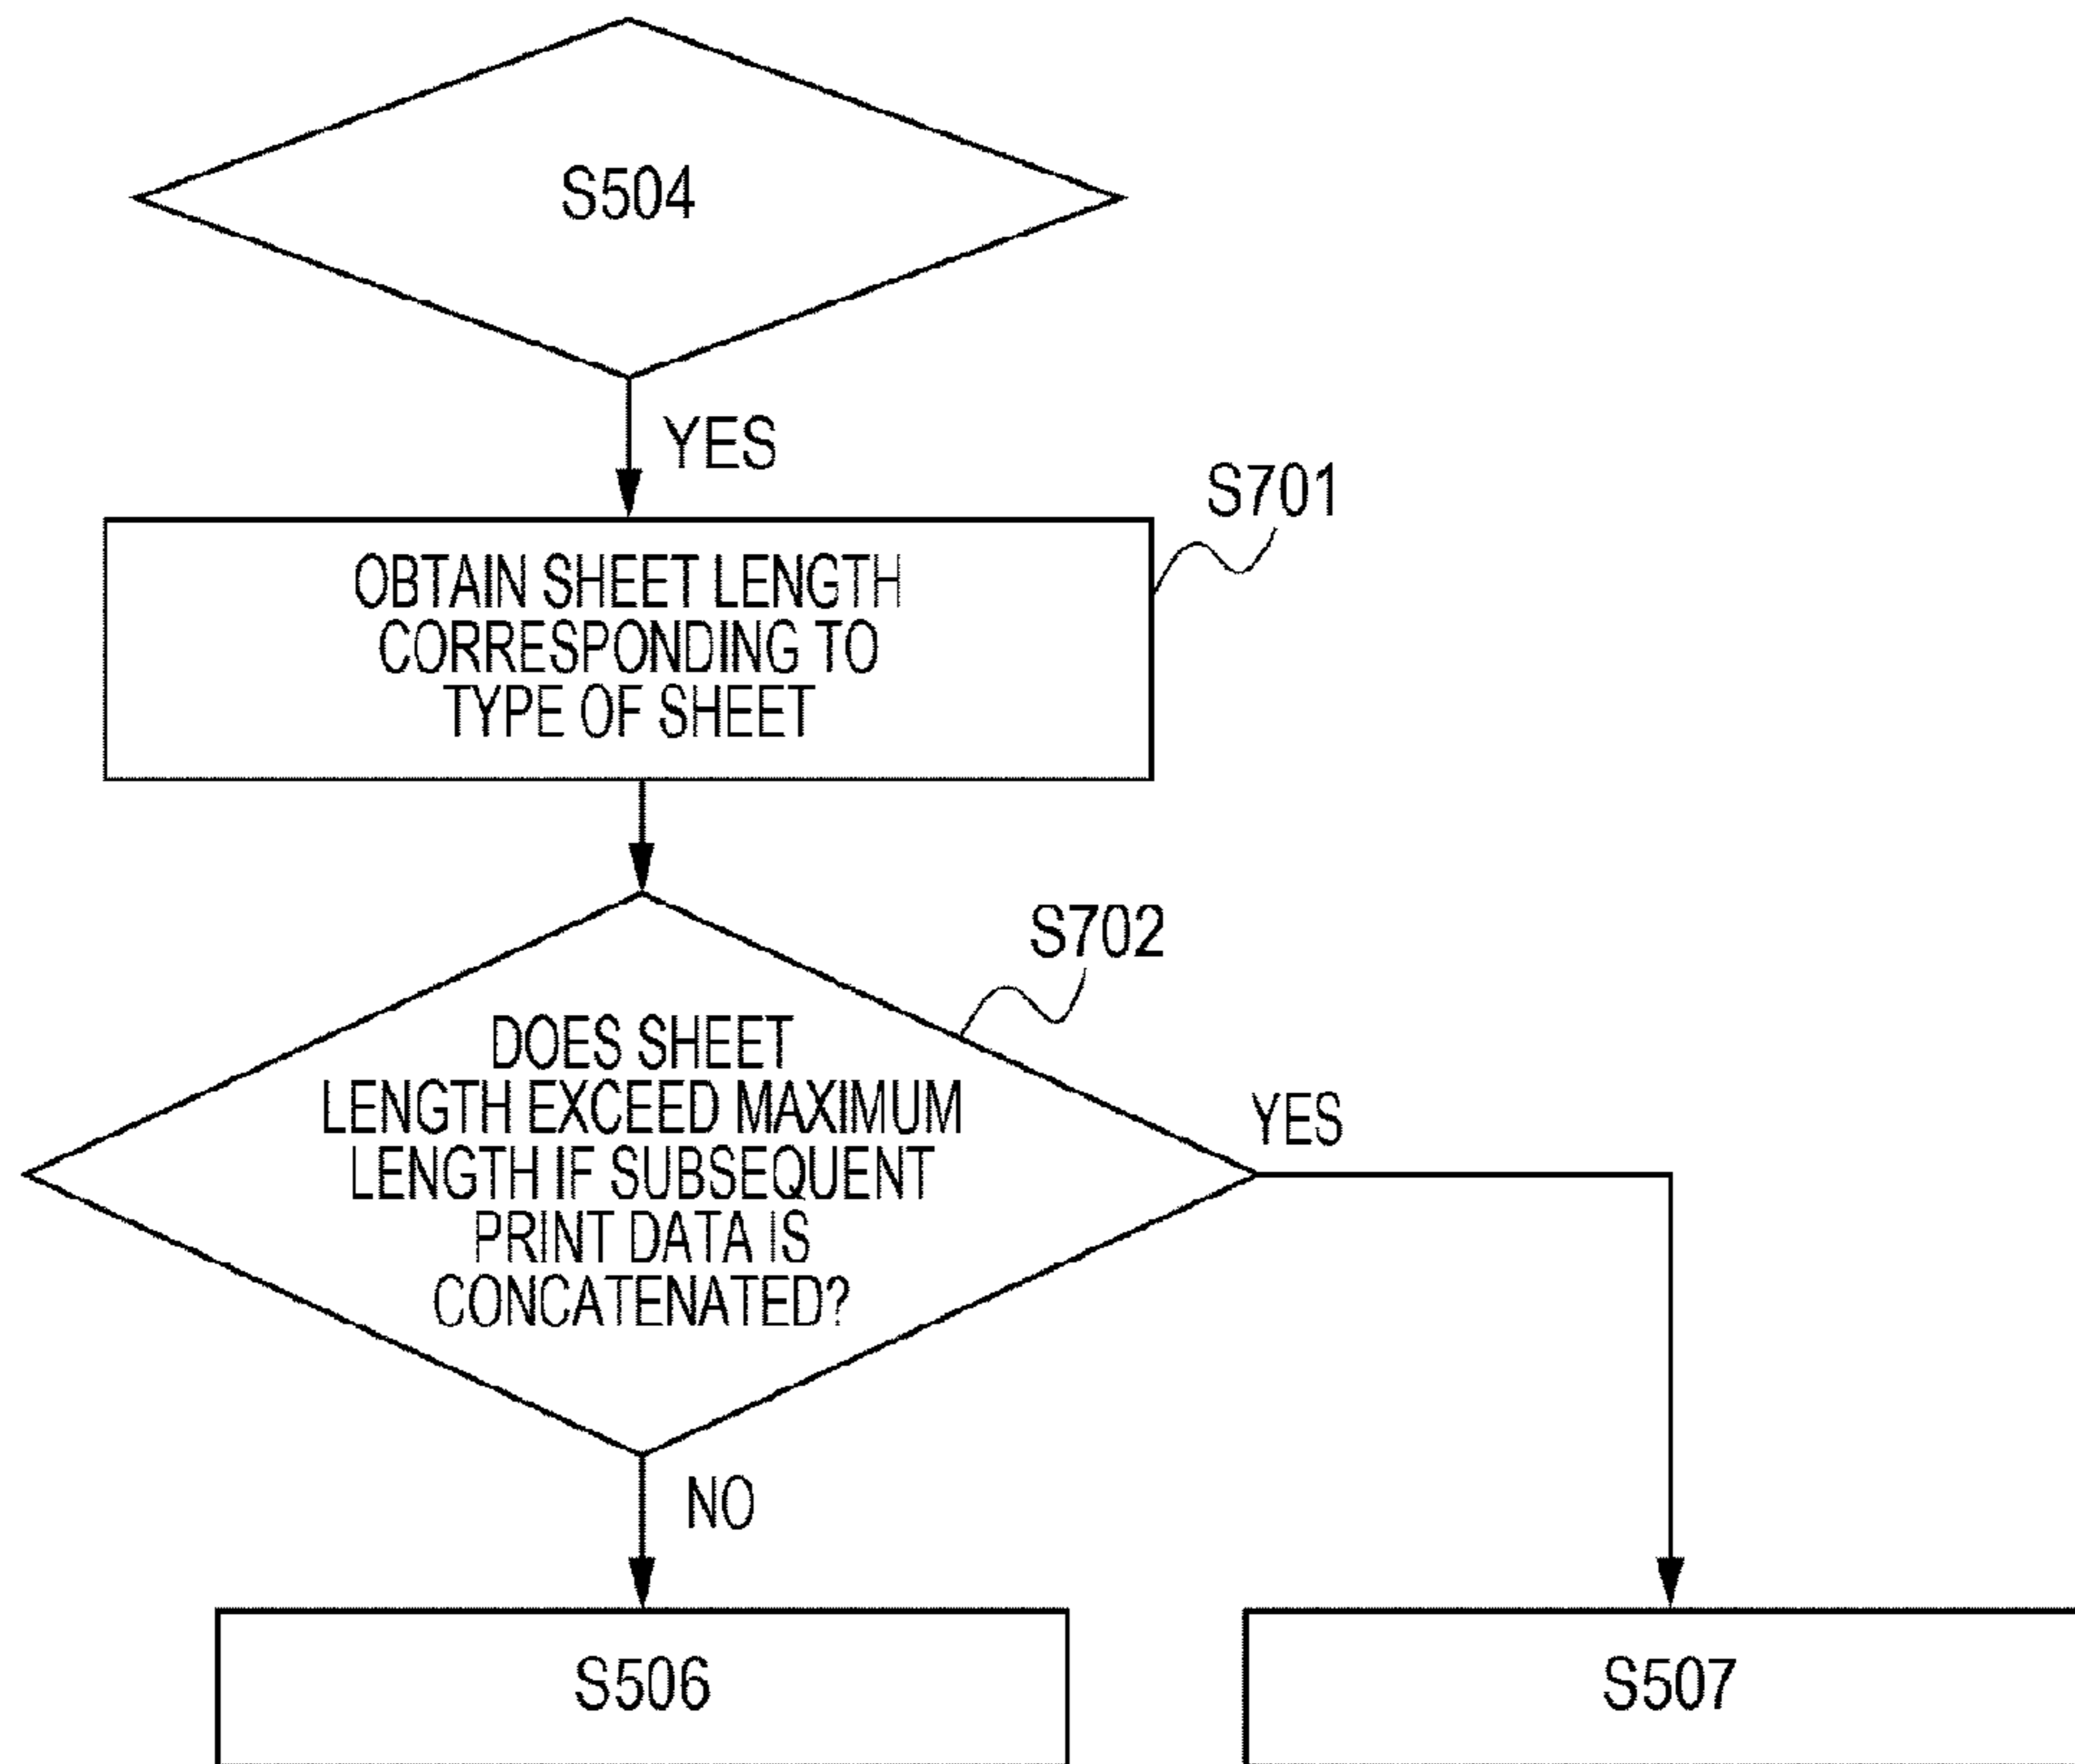 S504
YES
S701
OBTAIN SHEET LENGTH
CORRESPONDING TO
TYPE OF SHEET
S702
DOES SHEET
LENGTH EXCEED MAXIMUM
LENGTH IF SUBSEQUENT
PRINT DATA IS
CONCATENATED?
YES
NO
S506
S507